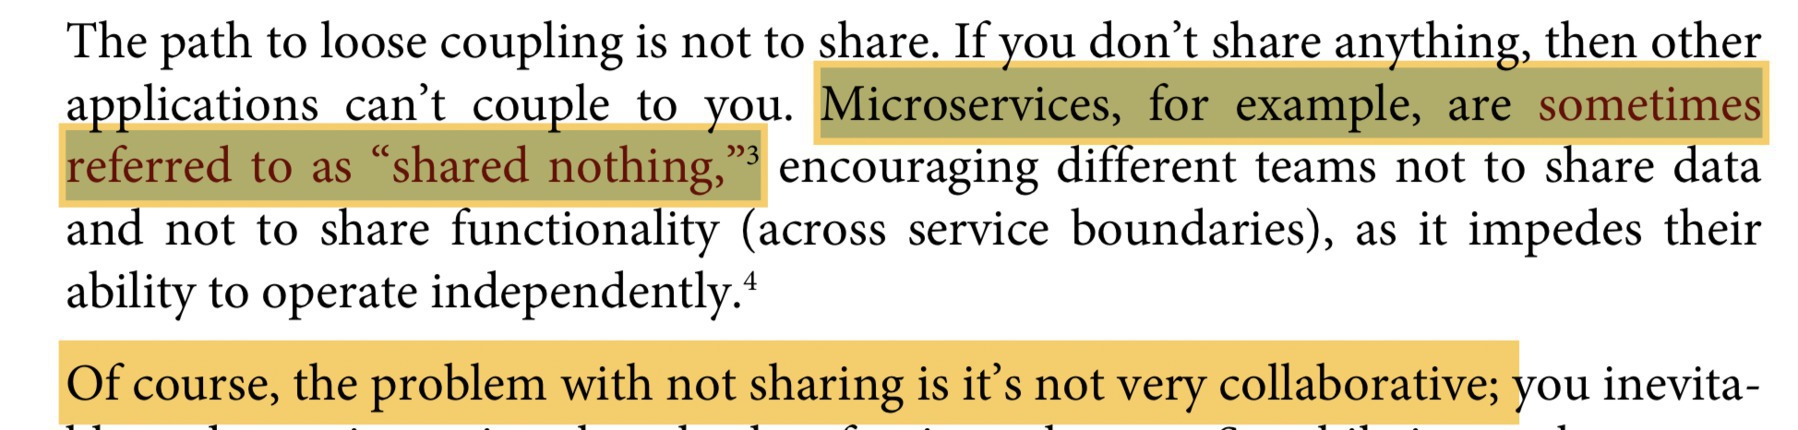 The path to loose coupling is not to share. If you don’t share anything, then other
applications can’t couple to you. Microservices, for example, are sometimes
referred to as “shared nothing,”³ encouraging different teams not to share data
and not to share functionality (across service boundaries), as it impedes their
ability to operate independently.⁴
Of course, the problem with not sharing is it’s not very collaborative; you inevita-